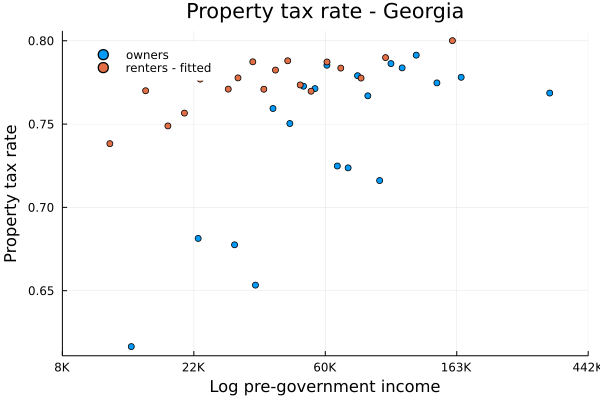 Property tax rate - Georgia
owners
renters - fitted
0.80
0.75
0.70
0.65
Property tax rate
8K
22K
60K
163K
442K
Log pre-government income